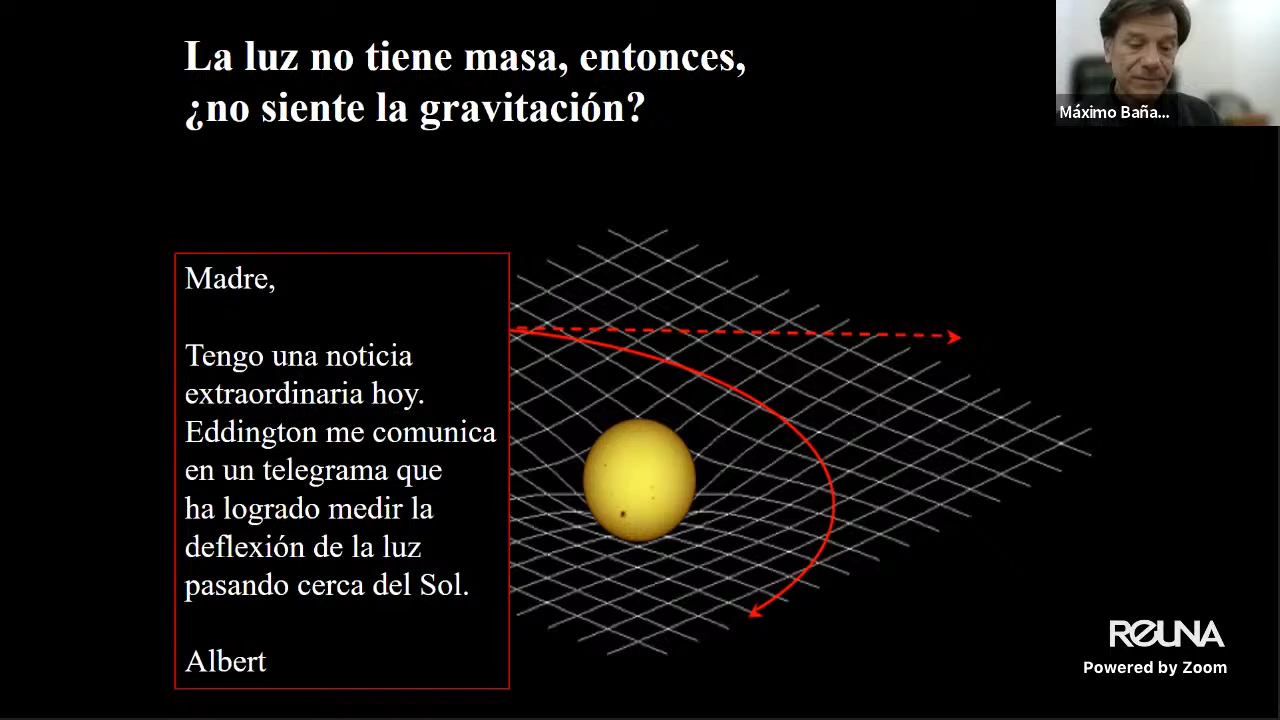 La luz no tiene masa, entonces,
¿no siente la gravitación?
Máximo Baña...
Madre,
Tengo una noticia
extraordinaria hoy.
Eddington me comunica
en un telegrama que
ha logrado medir la
deflexión de la luz
pasando cerca del Sol.
Albert
REUNA
Powered by Zoom